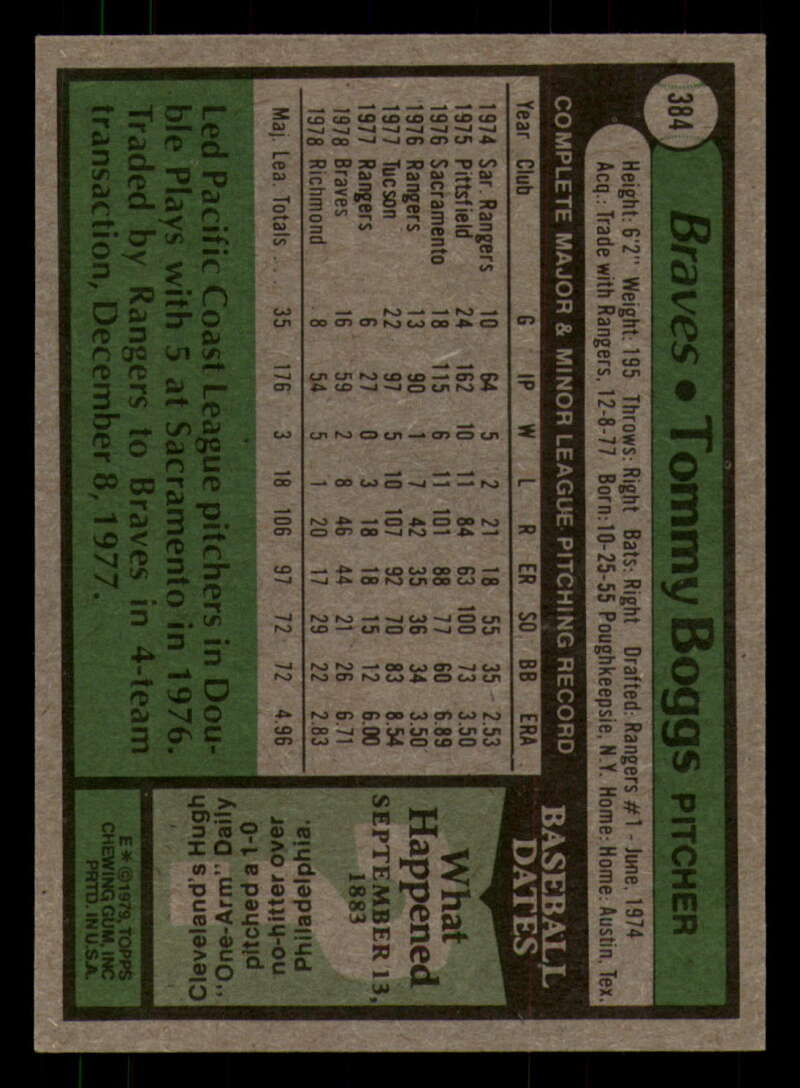 384
Braves • Tommy Boggs PITCHER
Height: 6'2" Weight: 195 Throws: Right Bats: Right Drafted: Rangers #1 - June, 1974
Acq.: Trade with Rangers, 12-8-77 Born: 10-25-55 Poughkeepsie, N.Y. Home: Home: Austin, Tex.
COMPLETE MAJOR & MINOR LEAGUE PITCHING RECORD
Year Club G IP W L R ER SO BB ERA
1974 Sar. Rangers 10 64 5 2 21 18 55 35 2.53
1975 Pittsfield 24 162 10 11 84 63 100 73 3.50
1976 Sacramento 18 115 6 11 101 88 77 60 6.89
1976 Rangers 13 90 1 7 42 35 36 34 3.50
1977 Tucson 22 97 5 10 107 92 70 83 8.54
1977 Rangers 6 27 0 3 18 18 15 12 6.00
1978 Braves 16 59 2 8 46 44 21 26 6.71
1978 Richmond 8 54 5 1 20 17 29 22 2.83
Maj. Lea. Totals . . 35 176 3 18 106 97 72 72 4.96
Led Pacific Coast League pitchers in Dou-
ble Plays with 5 at Sacramento in 1976.
Traded by Rangers to Braves in 4-team
transaction, December 8, 1977.
BASEBALL
DATES
What
Happened
SEPTEMBER 13,
1883
Cleveland's Hugh
"One-Arm" Daily
pitched a 1-0
no-hitter over
Philadelphia.
E* © 1979, TOPPS
CHEWING GUM, INC
PRTD. IN U.S.A.